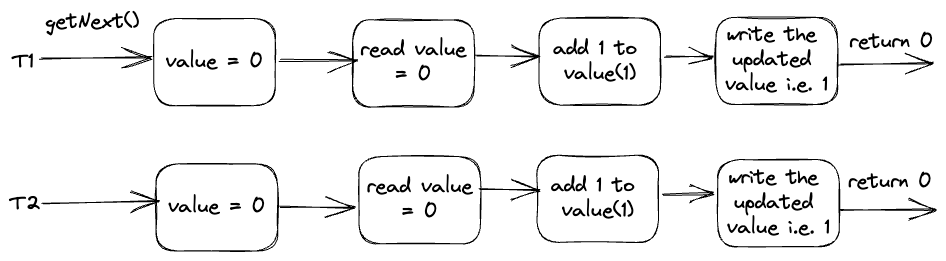 getNext()
T1
value = 0
read value
= 0
add 1 to
value(1)
write the
updated
value i.e. 1
return 0
T2
value = 0
read value
= 0
add 1 to
value(1)
write the
updated
value i.e. 1
return 0